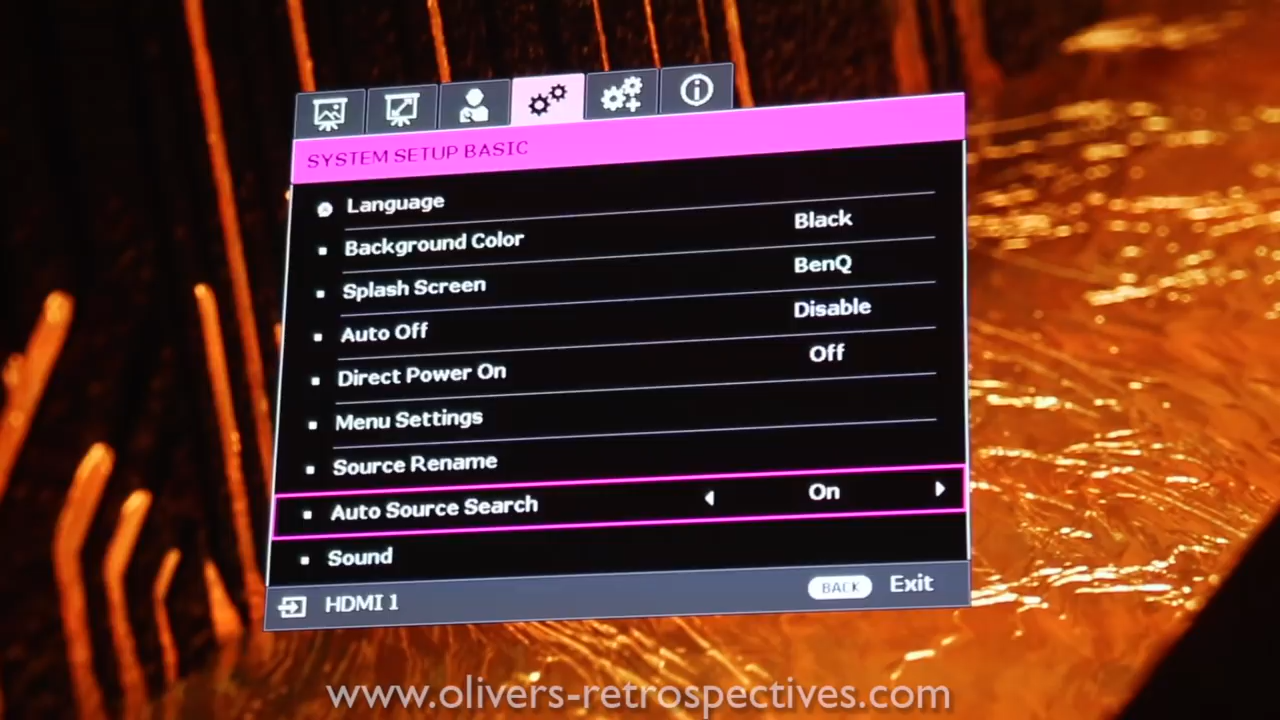 SYSTEM SETUP BASIC
Language
Background Color Black
Splash Screen BenQ
Auto Off Disable
Direct Power On Off
Menu Settings
Source Rename
Auto Source Search On
Sound
HDMI 1 BACK Exit
www.olivers-retrospectives.com